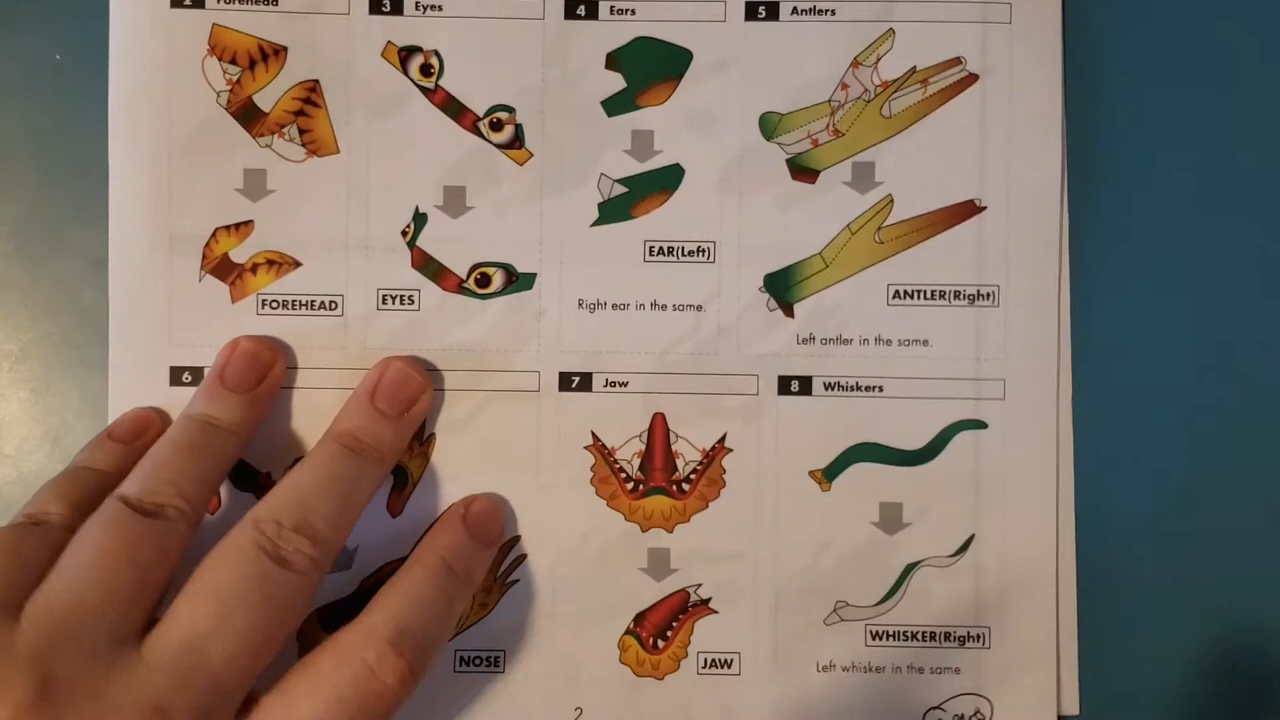 2 Forehead
3 Eyes
4 Ears
5 Antlers
FOREHEAD
EYES
EAR(Left)
Right ear in the same.
ANTLER(Right)
Left antler in the same.
6
7 Jaw
8 Whiskers
NOSE
JAW
WHISKER(Right)
Left whisker in the same.
2